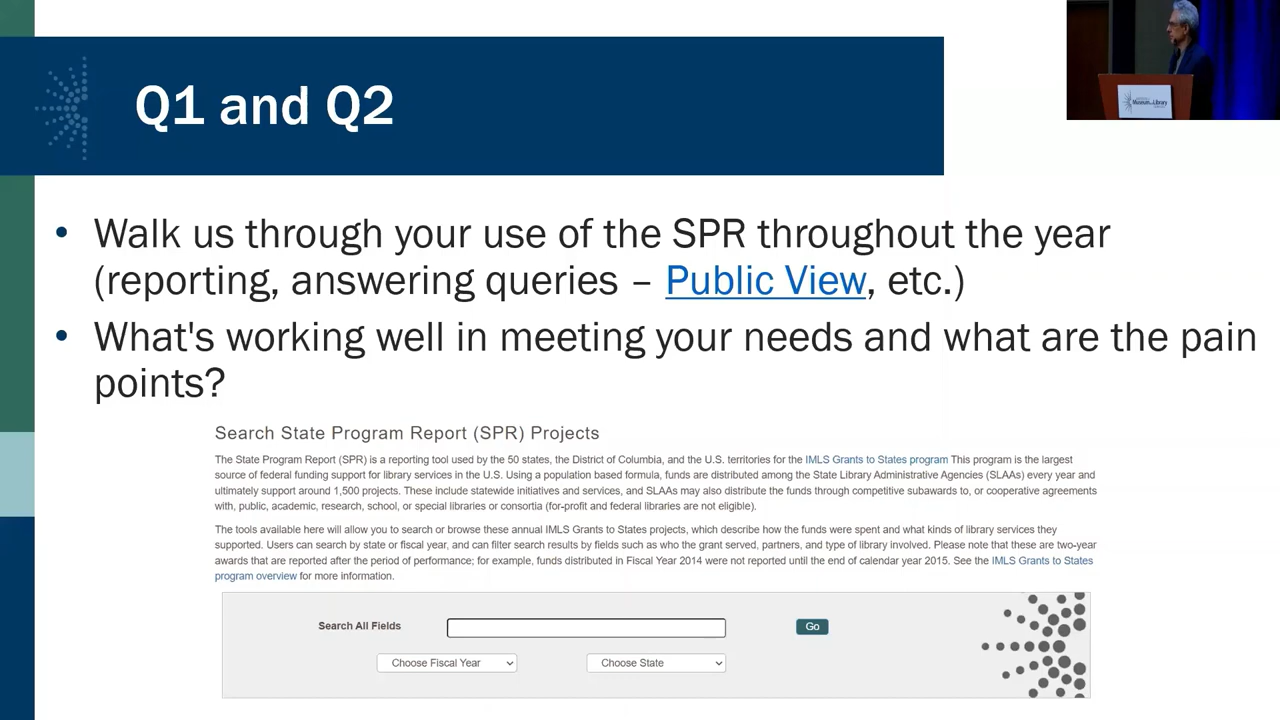 Q1 and Q2
• Walk us through your use of the SPR throughout the year
(reporting, answering queries – Public View, etc.)
• What's working well in meeting your needs and what are the pain
points?
Search State Program Report (SPR) Projects
The State Program Report (SPR) is a reporting tool used by the 50 states, the District of Columbia, and the U.S. territories for the IMLS Grants to States program This program is the largest
source of federal funding support for library services in the U.S. Using a population based formula, funds are distributed among the State Library Administrative Agencies (SLAAs) every year and
ultimately support around 1,500 projects. These include statewide initiatives and services, and SLAAs may also distribute the funds through competitive subawards to, or cooperative agreements
with, public, academic, research, school, or special libraries or consortia (for-profit and federal libraries are not eligible).
The tools available here will allow you to search or browse these annual IMLS Grants to States projects, which describe how the funds were spent and what kinds of library services they
supported. Users can search by state or fiscal year, and can filter search results by fields such as who the grant served, partners, and type of library involved. Please note that these are two-year
awards that are reported after the period of performance; for example, funds distributed in Fiscal Year 2014 were not reported until the end of calendar year 2015. See the IMLS Grants to States
program overview for more information.
Search All Fields
Go
Choose Fiscal Year
Choose State
Museum and Library